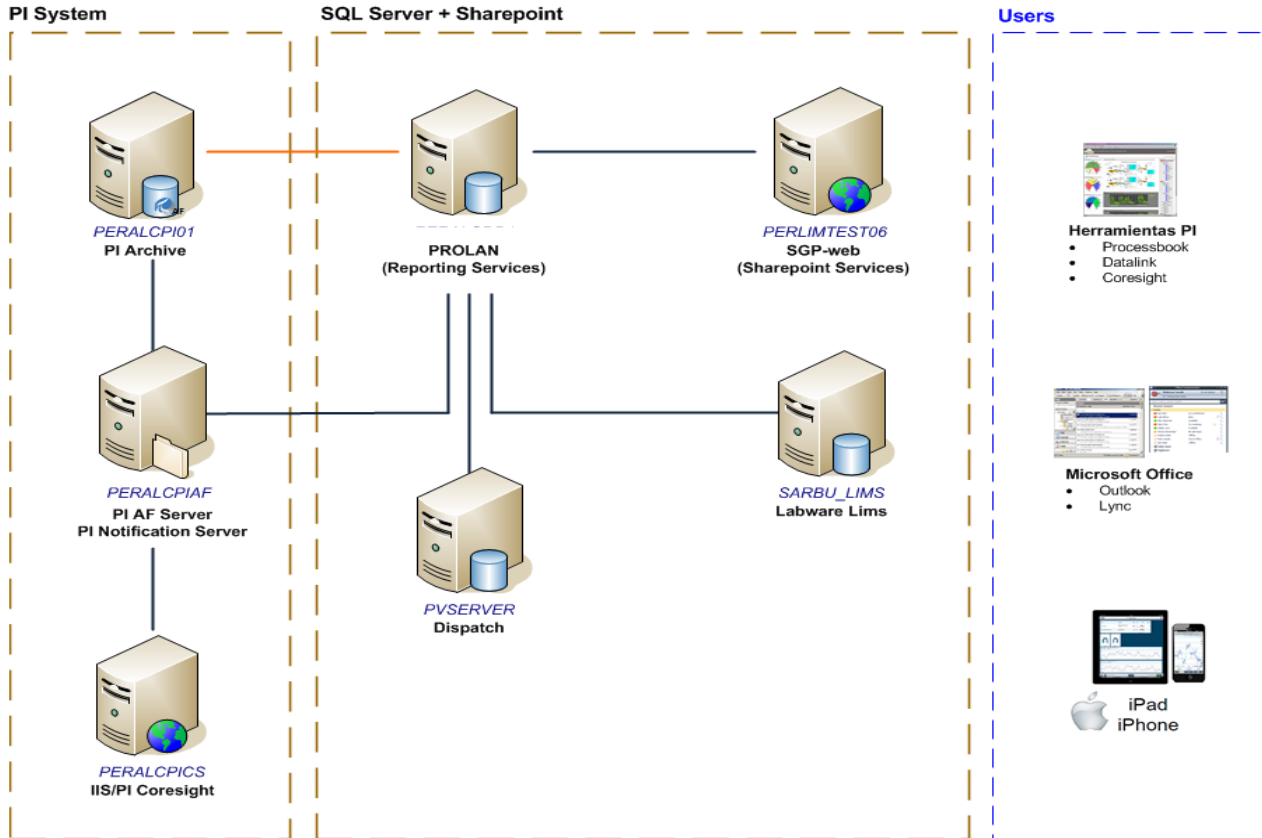 PI System
SQL Server + Sharepoint
Users
PERALCPI01
PI Archive
PROLAN
(Reporting Services)
PERLIMTEST06
SGP-web
(Sharepoint Services)
Herramientas PI
• Processbook
• Datalink
• Coresight
PERALCPIAF
PI AF Server
PI Notification Server
SARBU_LIMS
Labware Lims
Microsoft Office
• Outlook
• Lync
PVSERVER
Dispatch
iPad
iPhone
PERALCPICS
IIS/PI Coresight